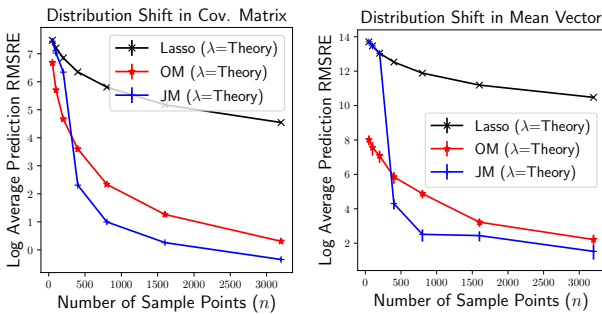 Distribution Shift in Cov. Matrix
Log Average Prediction RMSRE
7
6
5
4
3
2
1
0
Lasso (λ=Theory)
OM (λ=Theory)
JM (λ=Theory)
0 500 1000 1500 2000 2500 3000
Number of Sample Points (n)
Distribution Shift in Mean Vector
Log Average Prediction RMSRE
14
12
10
8
6
4
2
Lasso (λ=Theory)
OM (λ=Theory)
JM (λ=Theory)
0 500 1000 1500 2000 2500 3000
Number of Sample Points (n)